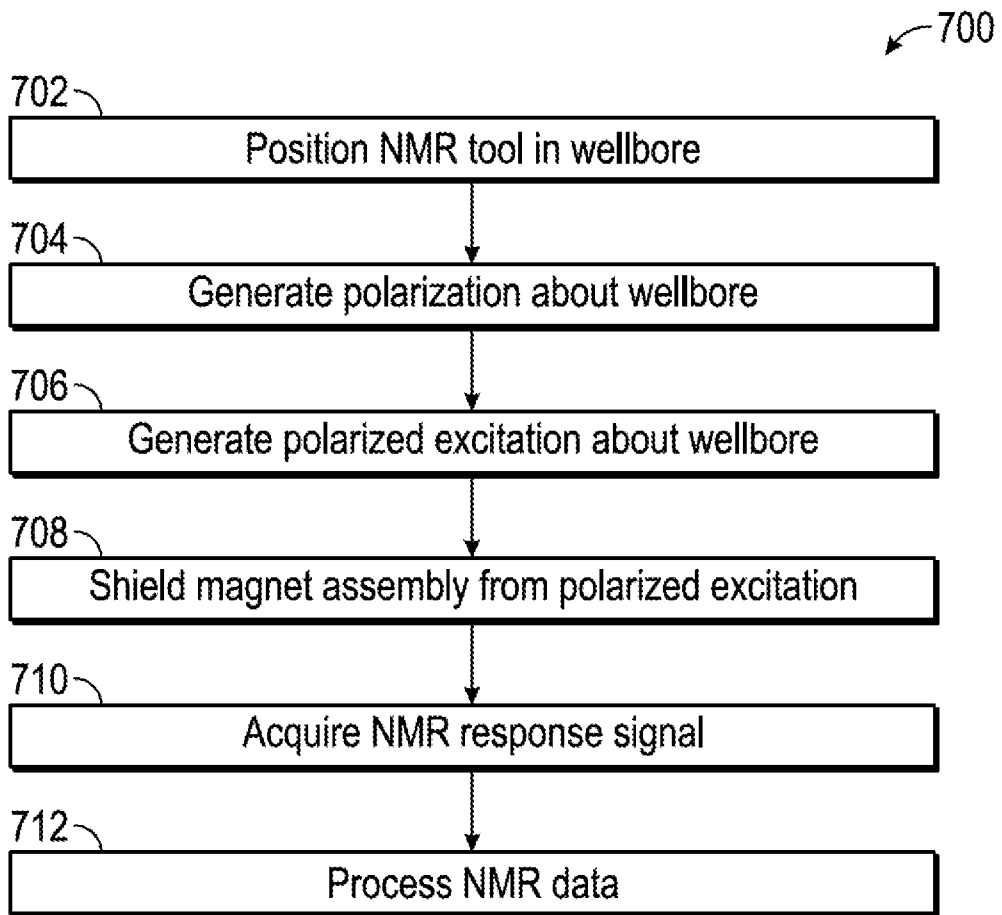 700
702
Position NMR tool in wellbore
704
Generate polarization about wellbore
706
Generate polarized excitation about wellbore
708
Shield magnet assembly from polarized excitation
710
Acquire NMR response signal
712
Process NMR data